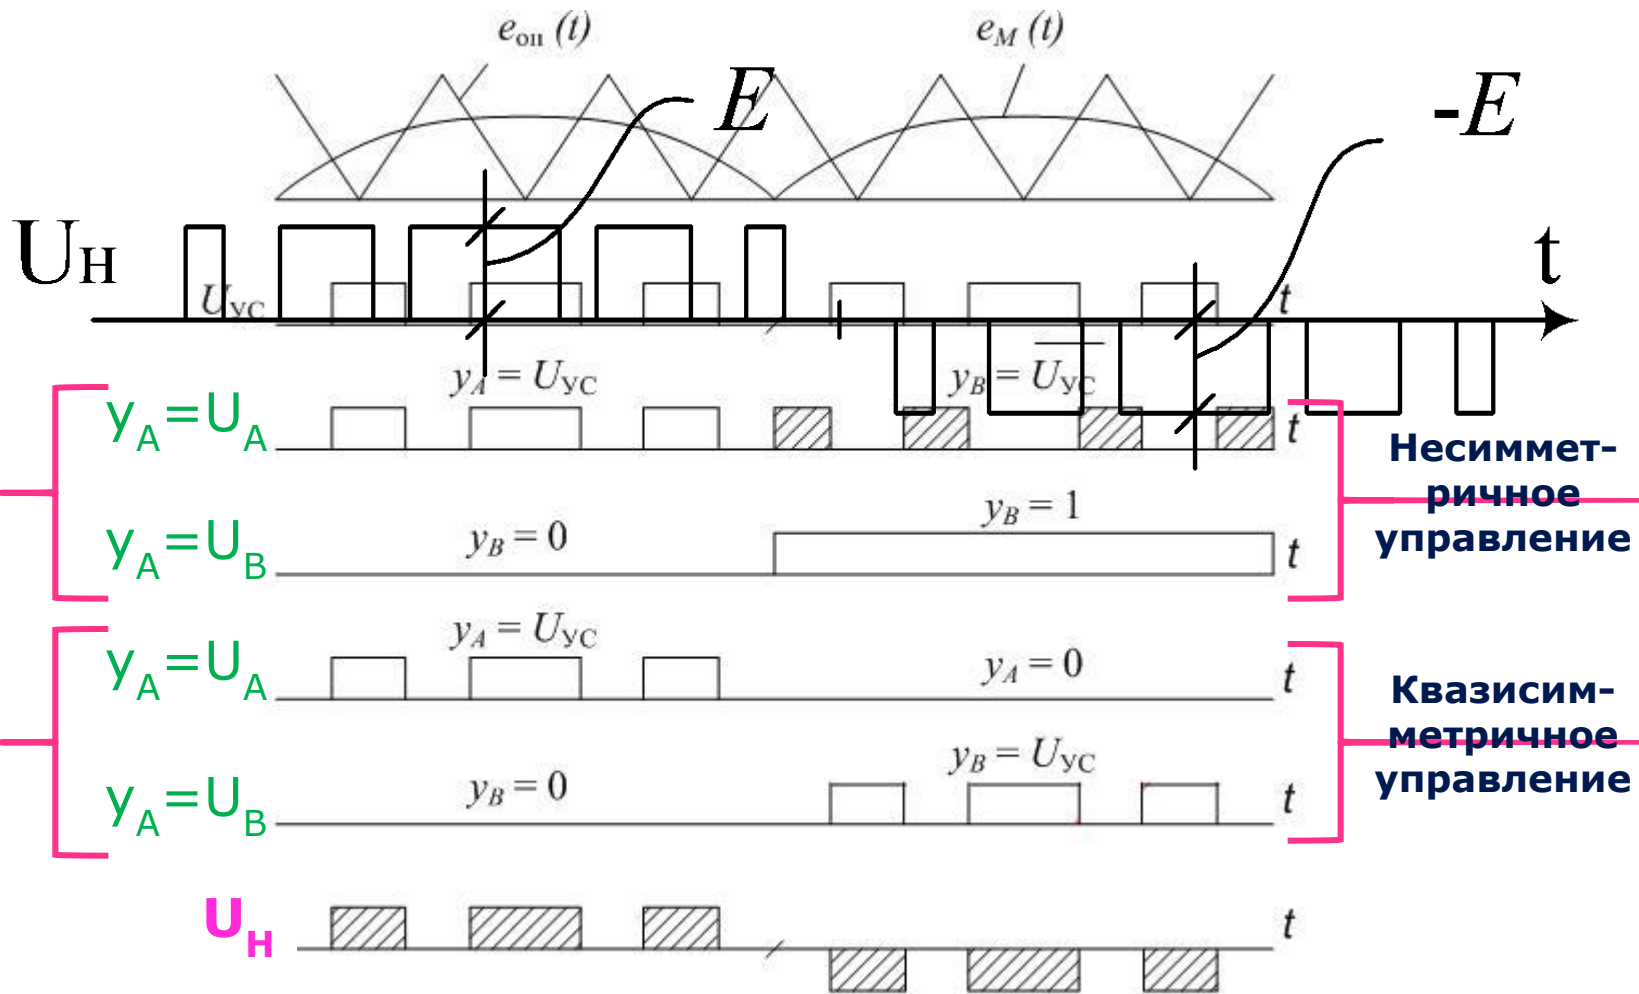 eоп (t)
eМ (t)
E
-E
UН
t
UУС
t
yA = UУС
yB = UУС
yA=UA
t
Несиммет-
ричное
управление
yB = 1
yA=UB
yB = 0
t
yA = UУС
yA=UA
yA = 0
t
Квазисим-
метричное
управление
yB = UУС
yA=UB
yB = 0
t
UН
t